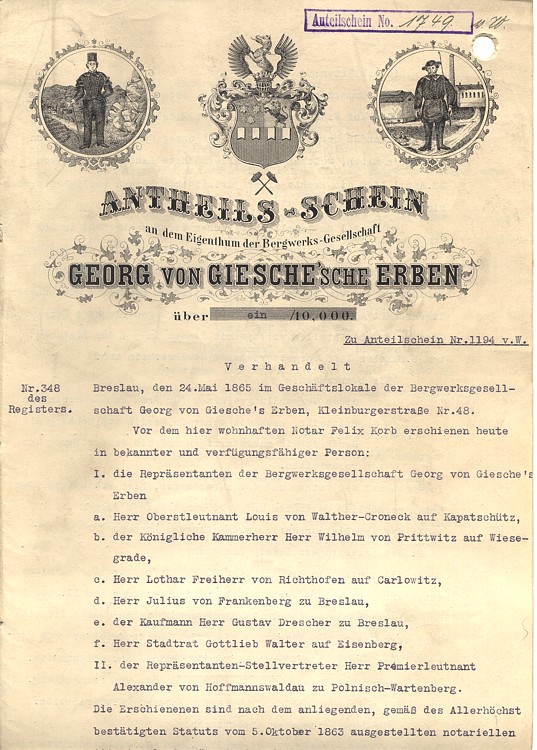 Anteilschein No. 1749. v. W.
ANTHEILS-SCHEIN
an dem Eigenthum der Bergwerks-Gesellschaft
GEORG VON GIESCHE'SCHE ERBEN
über ein /10,000.
Zu Anteilschein Nr.1194 v.W.
Verhandelt
Nr.348
des
Registers.
Breslau, den 24.Mai 1865 im Geschäftslokale der Bergwerksgesell-
schaft Georg von Giesche's Erben, Kleinburgerstraße Nr.48.
Vor dem hier wohnhaften Notar Felix Korb erschienen heute
in bekannter und verfügungsfähiger Person:
I. die Repräsentanten der Bergwerksgesellschaft Georg von Giesche's
Erben
a. Herr Oberstleutnant Louis von Walther-Croneck auf Kapatschütz,
b. der Königliche Kammerherr Herr Wilhelm von Prittwitz auf Wiese-
grade,
c. Herr Lothar Freiherr von Richthofen auf Carlowitz,
d. Herr Julius von Frankenberg zu Breslau,
e. der Kaufmann Herr Gustav Drescher zu Breslau,
f. Herr Stadtrat Gottlieb Walter auf Eisenberg,
II. der Repräsentanten-Stellvertreter Herr Premierleutnant
Alexander von Hoffmannswaldau zu Polnisch-Wartenberg.
Die Erschienenen sind nach dem anliegenden, gemäß des Allerhöchst
bestätigten Statuts vom 5.Oktober 1863 ausgestellten notariellen